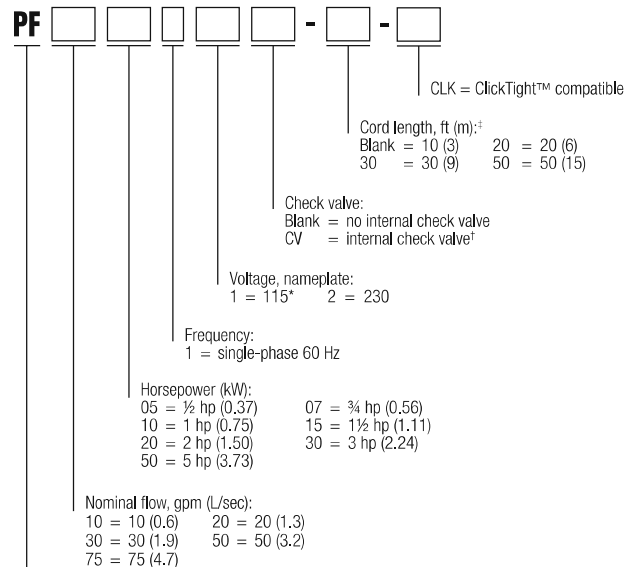 PF - -
CLK = ClickTight™ compatible
Cord length, ft (m):‡
Blank = 10 (3) 20 = 20 (6)
30 = 30 (9) 50 = 50 (15)
Check valve:
Blank = no internal check valve
CV = internal check valve†
Voltage, nameplate:
1 = 115* 2 = 230
Frequency:
1 = single-phase 60 Hz
Horsepower (kW):
05 = ½ hp (0.37) 07 = ¾ hp (0.56)
10 = 1 hp (0.75) 15 = 1½ hp (1.11)
20 = 2 hp (1.50) 30 = 3 hp (2.24)
50 = 5 hp (3.73)
Nominal flow, gpm (L/sec):
10 = 10 (0.6) 20 = 20 (1.3)
30 = 30 (1.9) 50 = 50 (3.2)
75 = 75 (4.7)